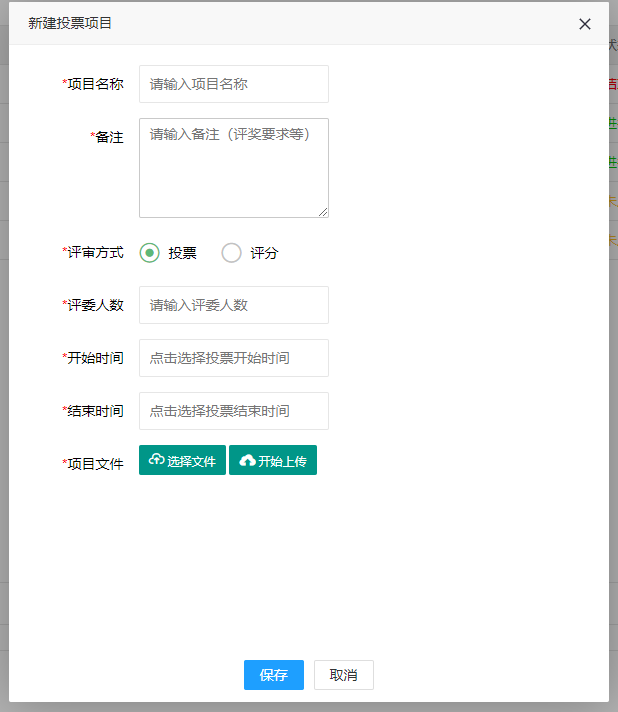 新建投票项目
*项目名称 请输入项目名称
*备注 请输入备注（评奖要求等）
*评审方式 投票 评分
*评委人数 请输入评委人数
*开始时间 点击选择投票开始时间
*结束时间 点击选择投票结束时间
*项目文件 选择文件 开始上传
保存 取消